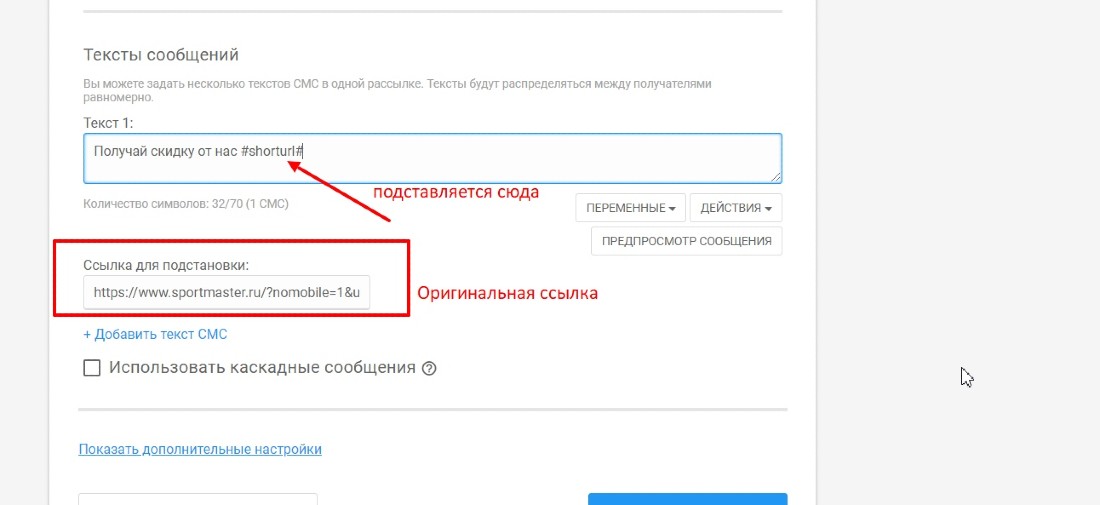 Тексты сообщений
Вы можете задать несколько текстов СМС в одной рассылке. Тексты будут распределяться между получателями
равномерно.
Текст 1:
Получай скидку от нас #shorturl#
подставляется сюда
Количество символов: 32/70 (1 СМС)
ПЕРЕМЕННЫЕ
ДЕЙСТВИЯ
ПРЕДПРОСМОТР СООБЩЕНИЯ
Ссылка для подстановки:
https://www.sportmaster.ru/?nomobile=1&u
Оригинальная ссылка
+ Добавить текст СМС
Использовать каскадные сообщения ?
Показать дополнительные настройки